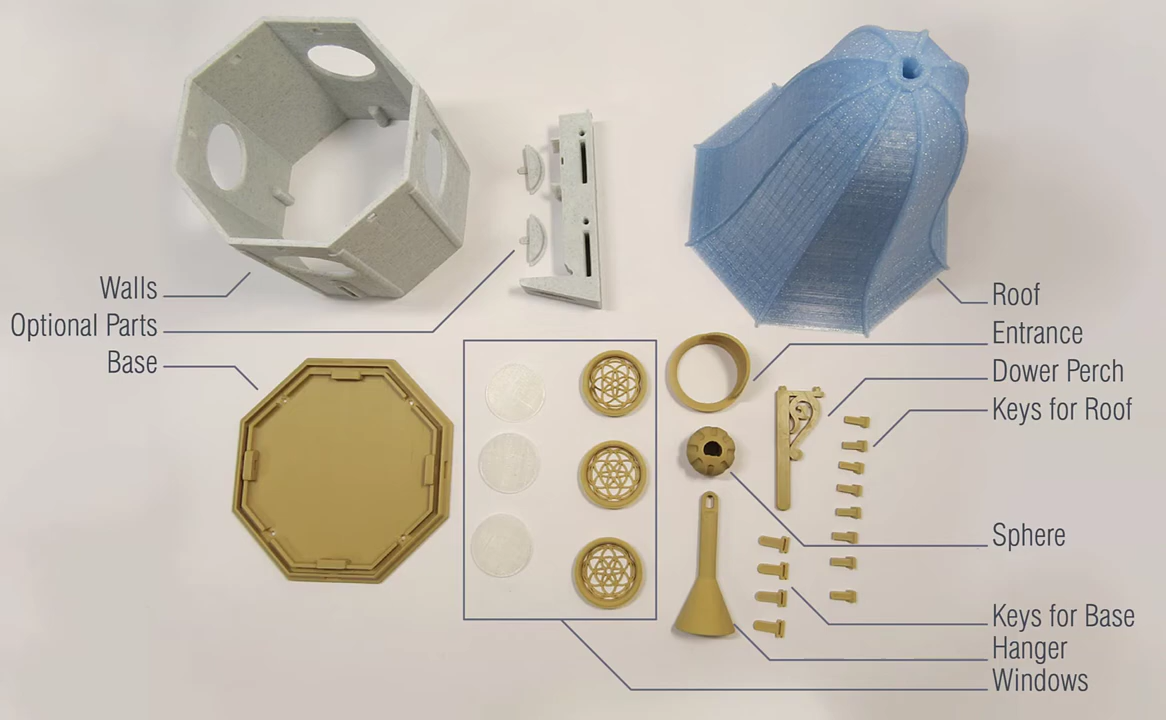 Walls
Optional Parts
Base
Roof
Entrance
Dower Perch
Keys for Roof
Sphere
Keys for Base
Hanger
Windows